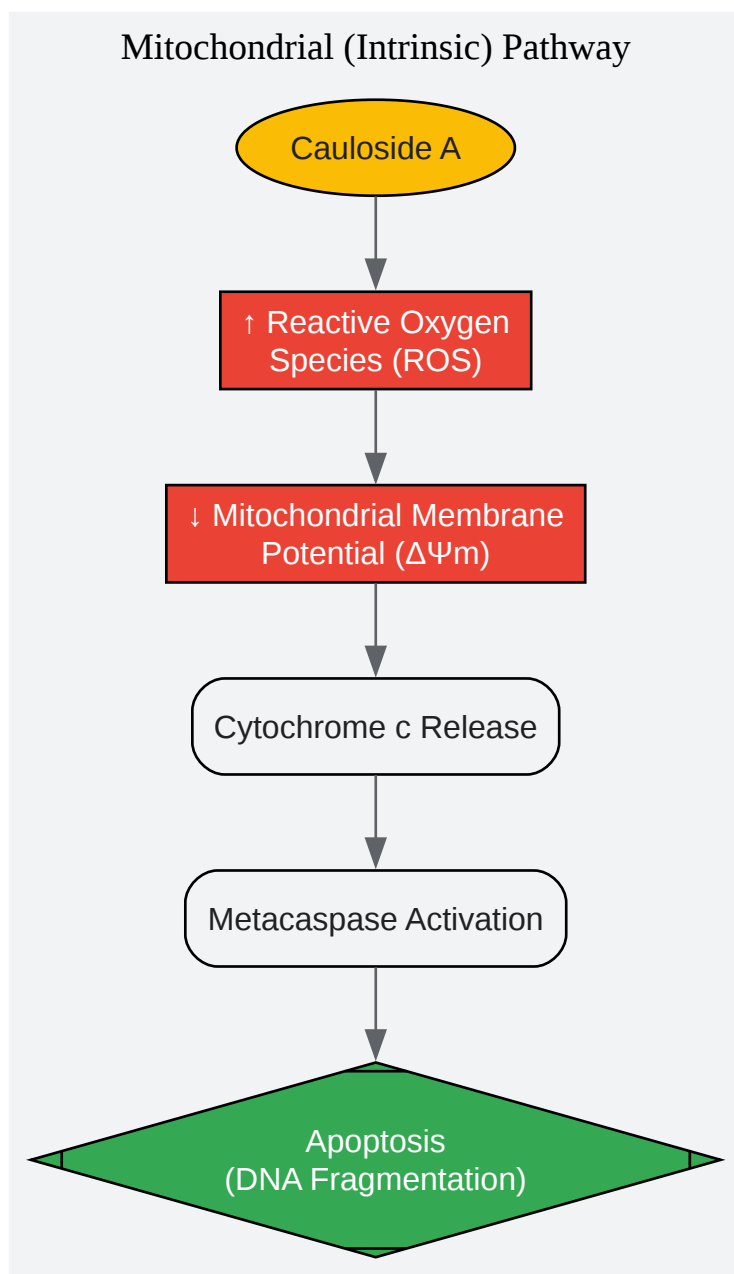 Mitochondrial (Intrinsic) Pathway
Cauloside A
↑ Reactive Oxygen
Species (ROS)
↓ Mitochondrial Membrane
Potential (ΔΨm)
Cytochrome c Release
Metacaspase Activation
Apoptosis
(DNA Fragmentation)